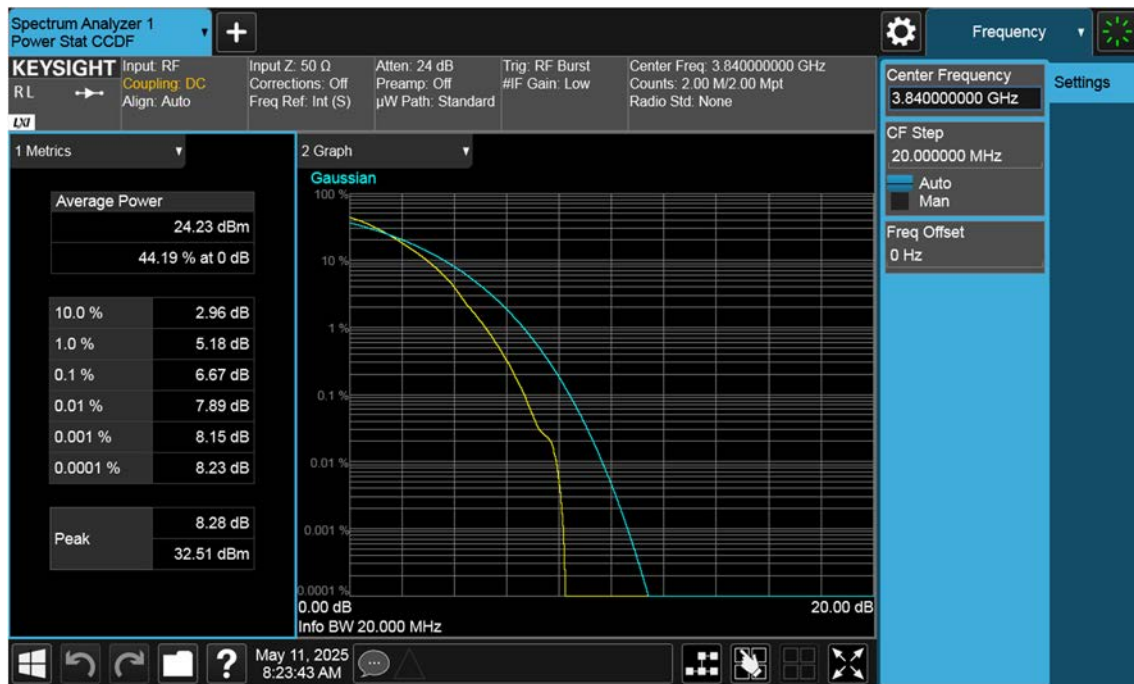 Spectrum Analyzer 1
Power Stat CCDF
Frequency
KEYSIGHT
R L
LXI
Input: RF
Coupling: DC
Align: Auto
Input Z: 50 Ω
Corrections: Off
Freq Ref: Int (S)
Atten: 24 dB
Preamp: Off
µW Path: Standard
Trig: RF Burst
#IF Gain: Low
Center Freq: 3.840000000 GHz
Counts: 2.00 M/2.00 Mpt
Radio Std: None
Center Frequency
3.840000000 GHz
Settings
CF Step
20.000000 MHz
Auto
Man
Freq Offset
0 Hz
1 Metrics
Average Power
24.23 dBm
44.19 % at 0 dB
10.0 % 2.96 dB
1.0 % 5.18 dB
0.1 % 6.67 dB
0.01 % 7.89 dB
0.001 % 8.15 dB
0.0001 % 8.23 dB
Peak
8.28 dB
32.51 dBm
2 Graph
Gaussian
100 %
10 %
1 %
0.1 %
0.01 %
0.001 %
0.0001 %
0.00 dB 20.00 dB
Info BW 20.000 MHz
?
May 11, 2025
8:23:43 AM